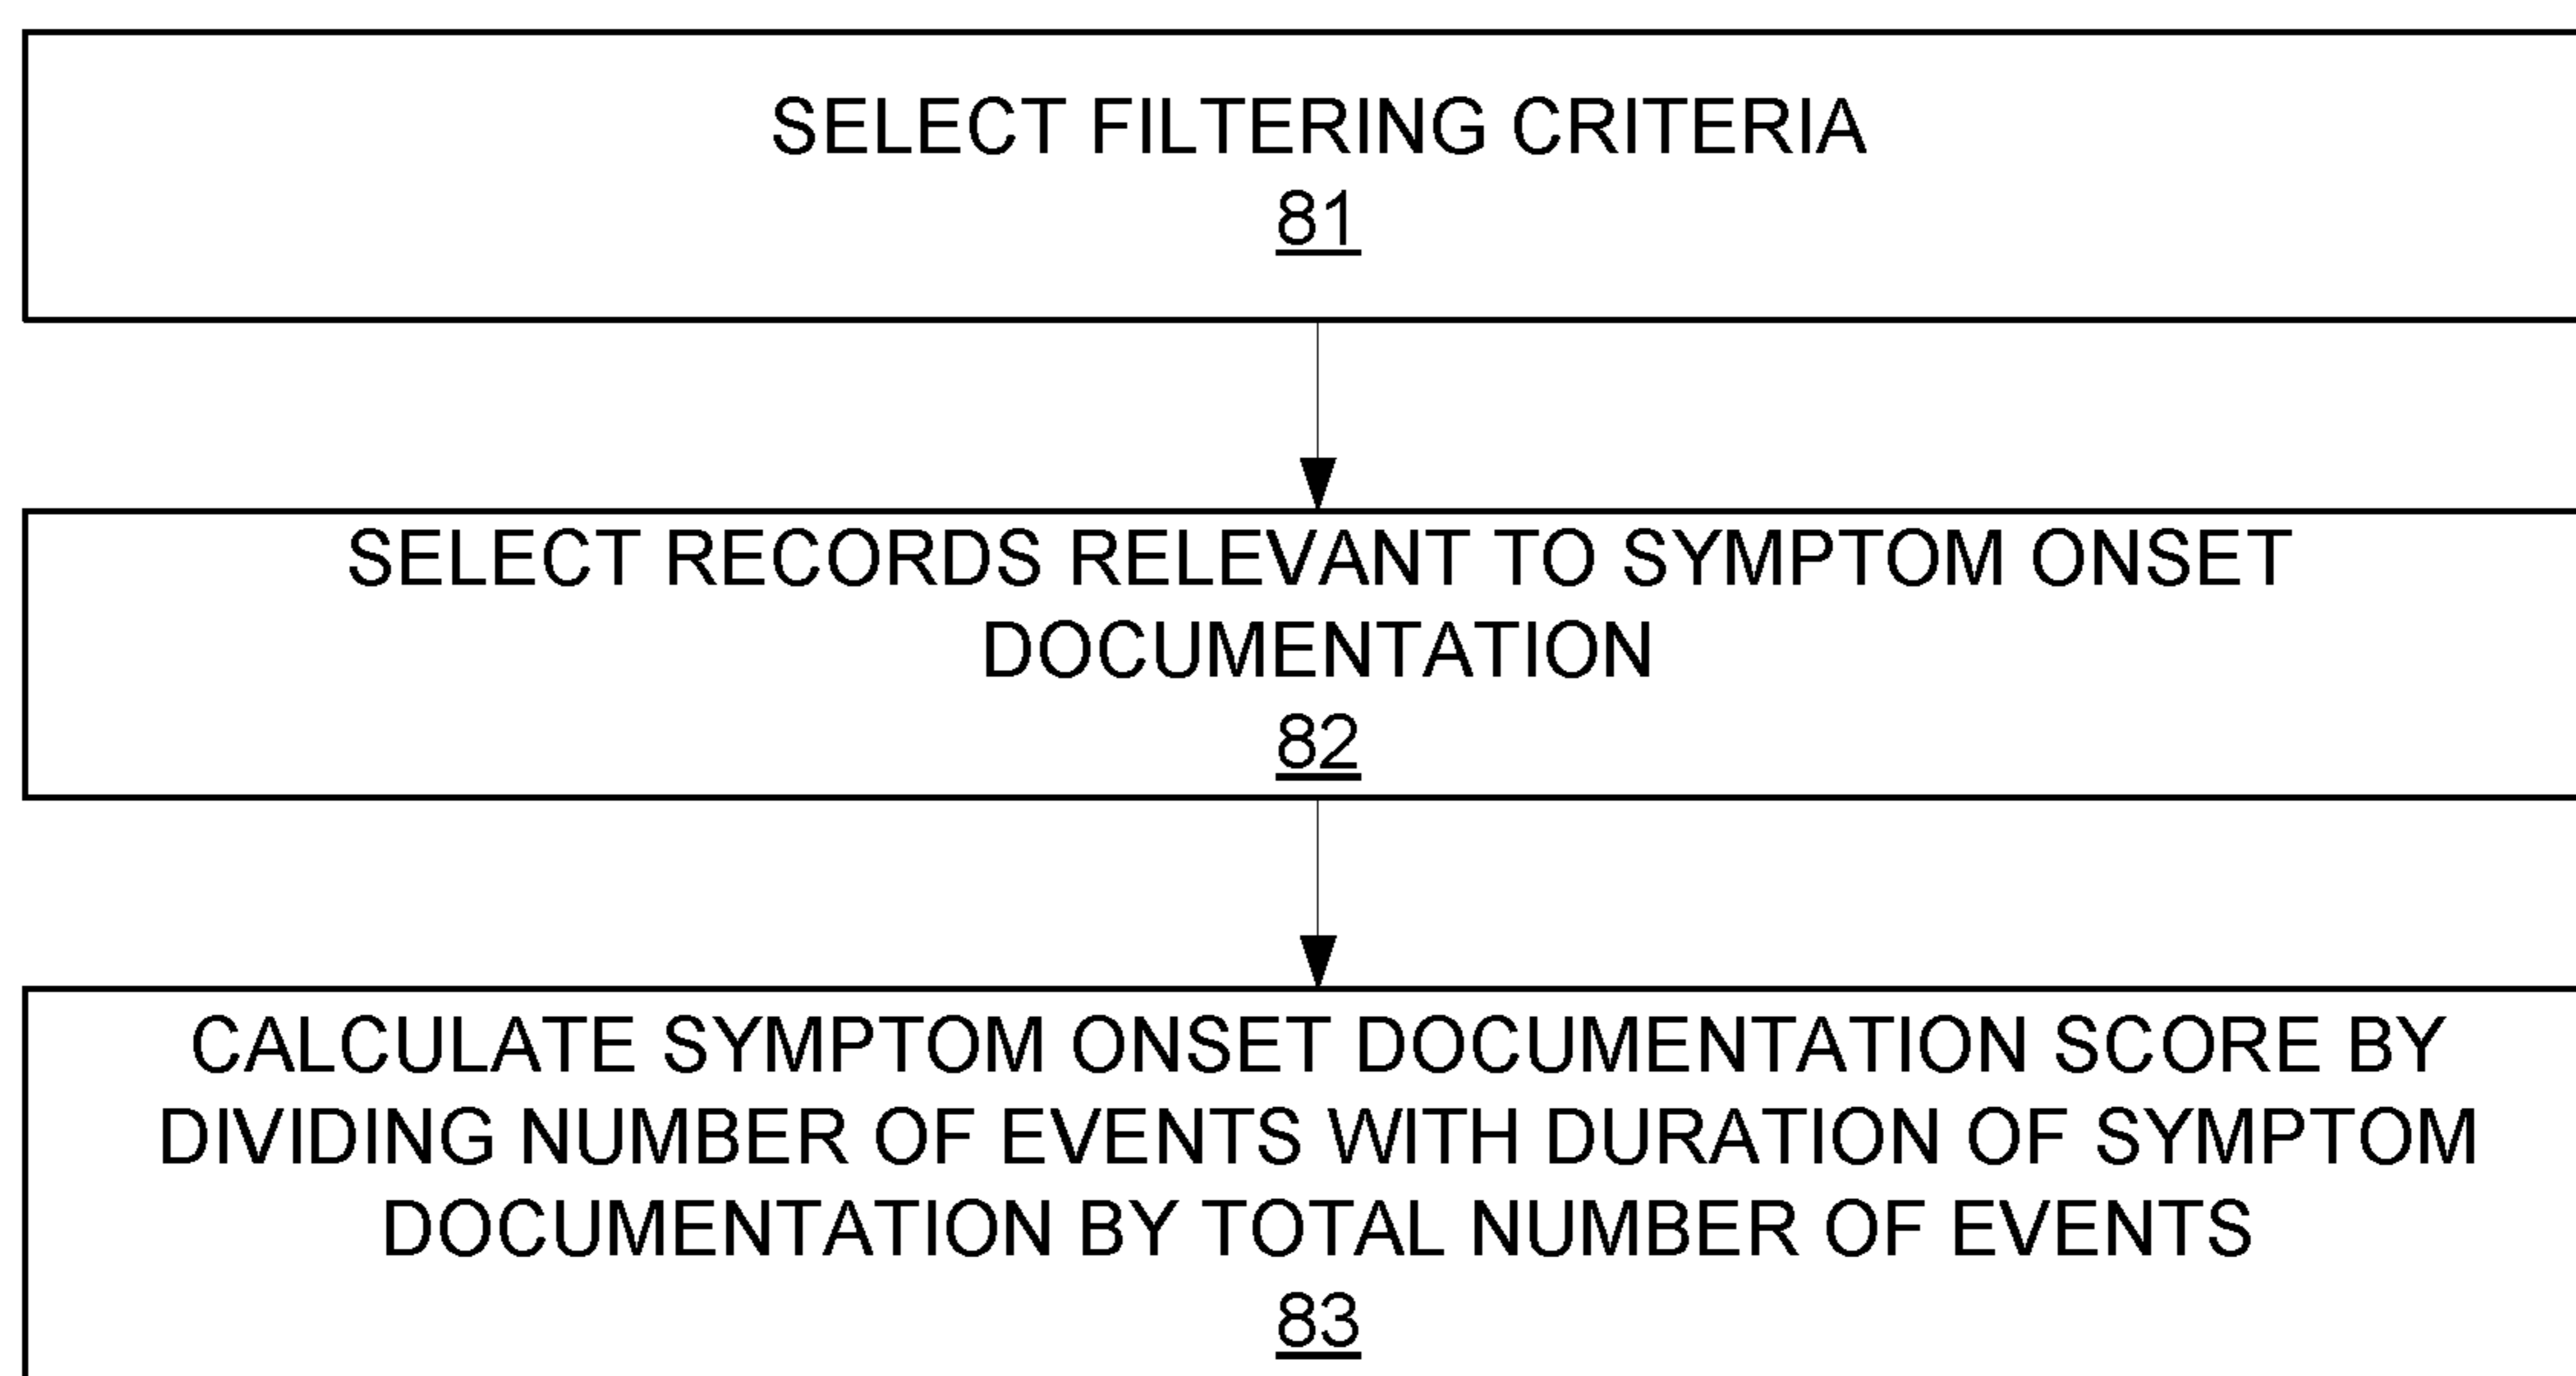 SELECT FILTERING CRITERIA
81
SELECT RECORDS RELEVANT TO SYMPTOM ONSET
DOCUMENTATION
82
CALCULATE SYMPTOM ONSET DOCUMENTATION SCORE BY
DIVIDING NUMBER OF EVENTS WITH DURATION OF SYMPTOM
DOCUMENTATION BY TOTAL NUMBER OF EVENTS
83